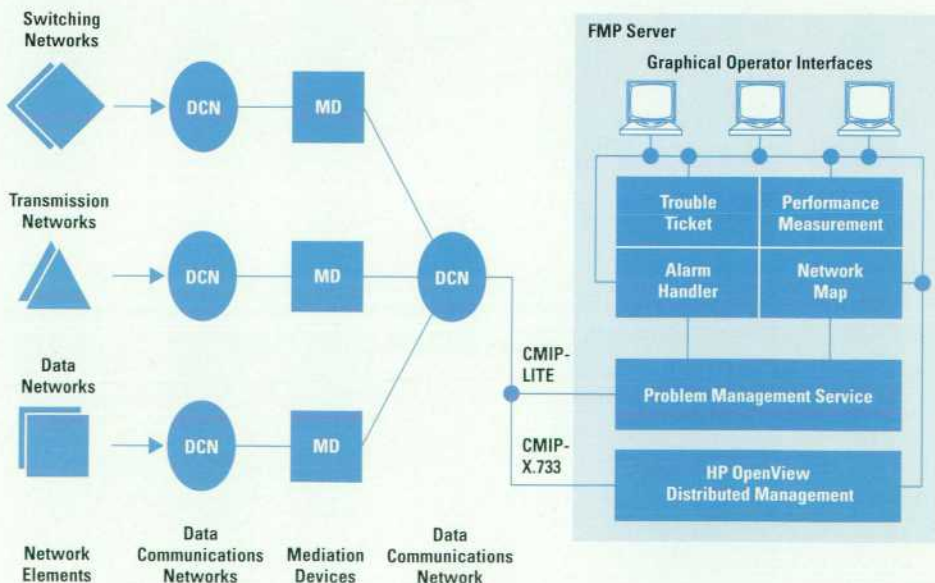 Switching
Networks
DCN
MD
Transmission
Networks
DCN
MD
DCN
Data
Networks
DCN
MD
Network
Elements
Data
Communications
Networks
Mediation
Devices
Data
Communications
Network
CMIP-
LITE
CMIP-
X.733
FMP Server
Graphical Operator Interfaces
Trouble
Ticket
Performance
Measurement
Alarm
Handler
Network
Map
Problem Management Service
HP OpenView
Distributed Management